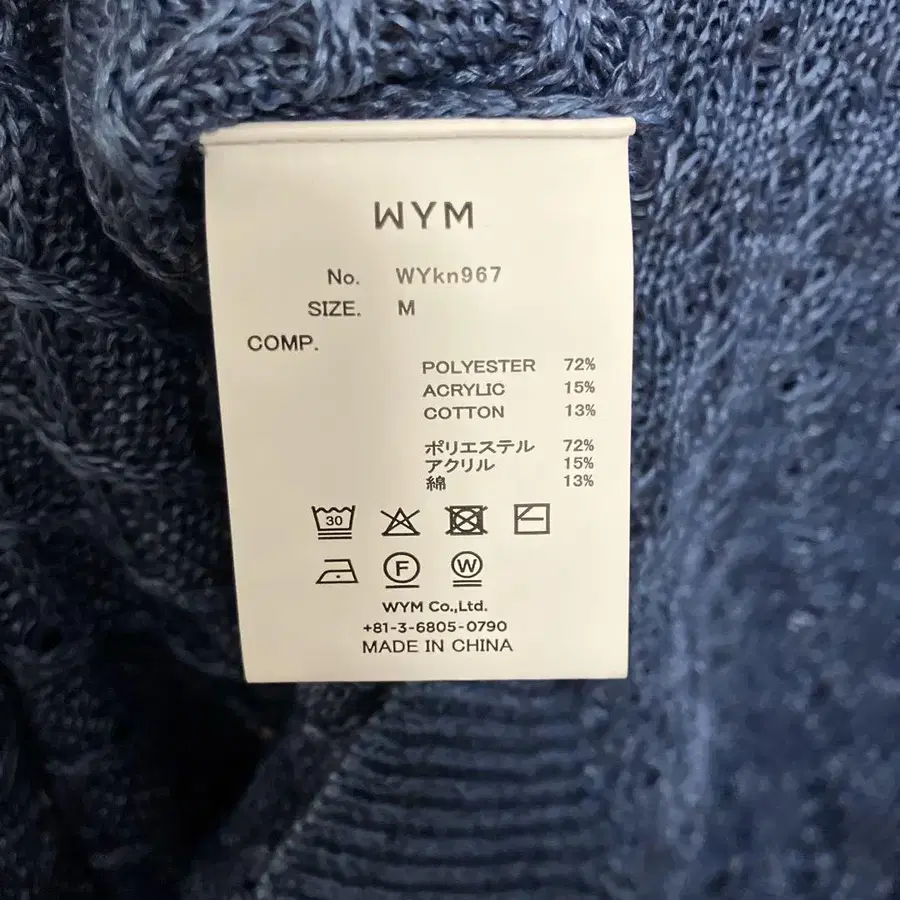 WYM
No. WYkn967
SIZE. M
COMP.
POLYESTER 72%
ACRYLIC 15%
COTTON 13%
ポリエステル 72%
アクリル 15%
綿 13%
30
F W
WYM Co.,Ltd.
+81-3-6805-0790
MADE IN CHINA